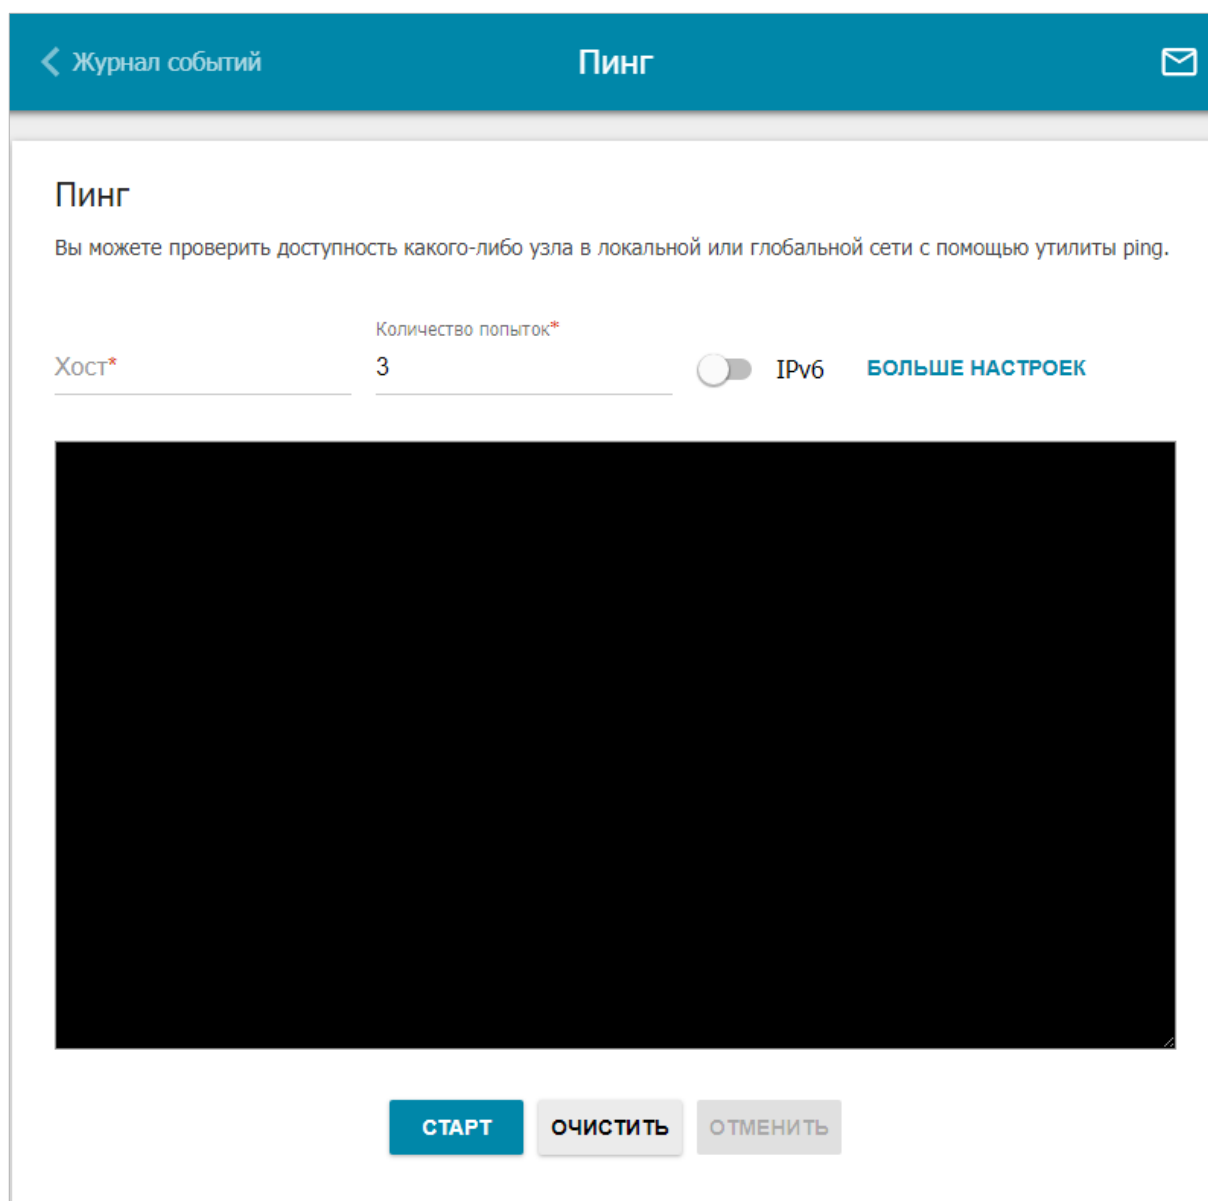 Журнал событий
Пинг
Пинг
Вы можете проверить доступность какого-либо узла в локальной или глобальной сети с помощью утилиты ping.
Количество попыток*
Хост*
3
IPv6
БОЛЬШЕ НАСТРОЕК
СТАРТ
ОЧИСТИТЬ
ОТМЕНИТЬ